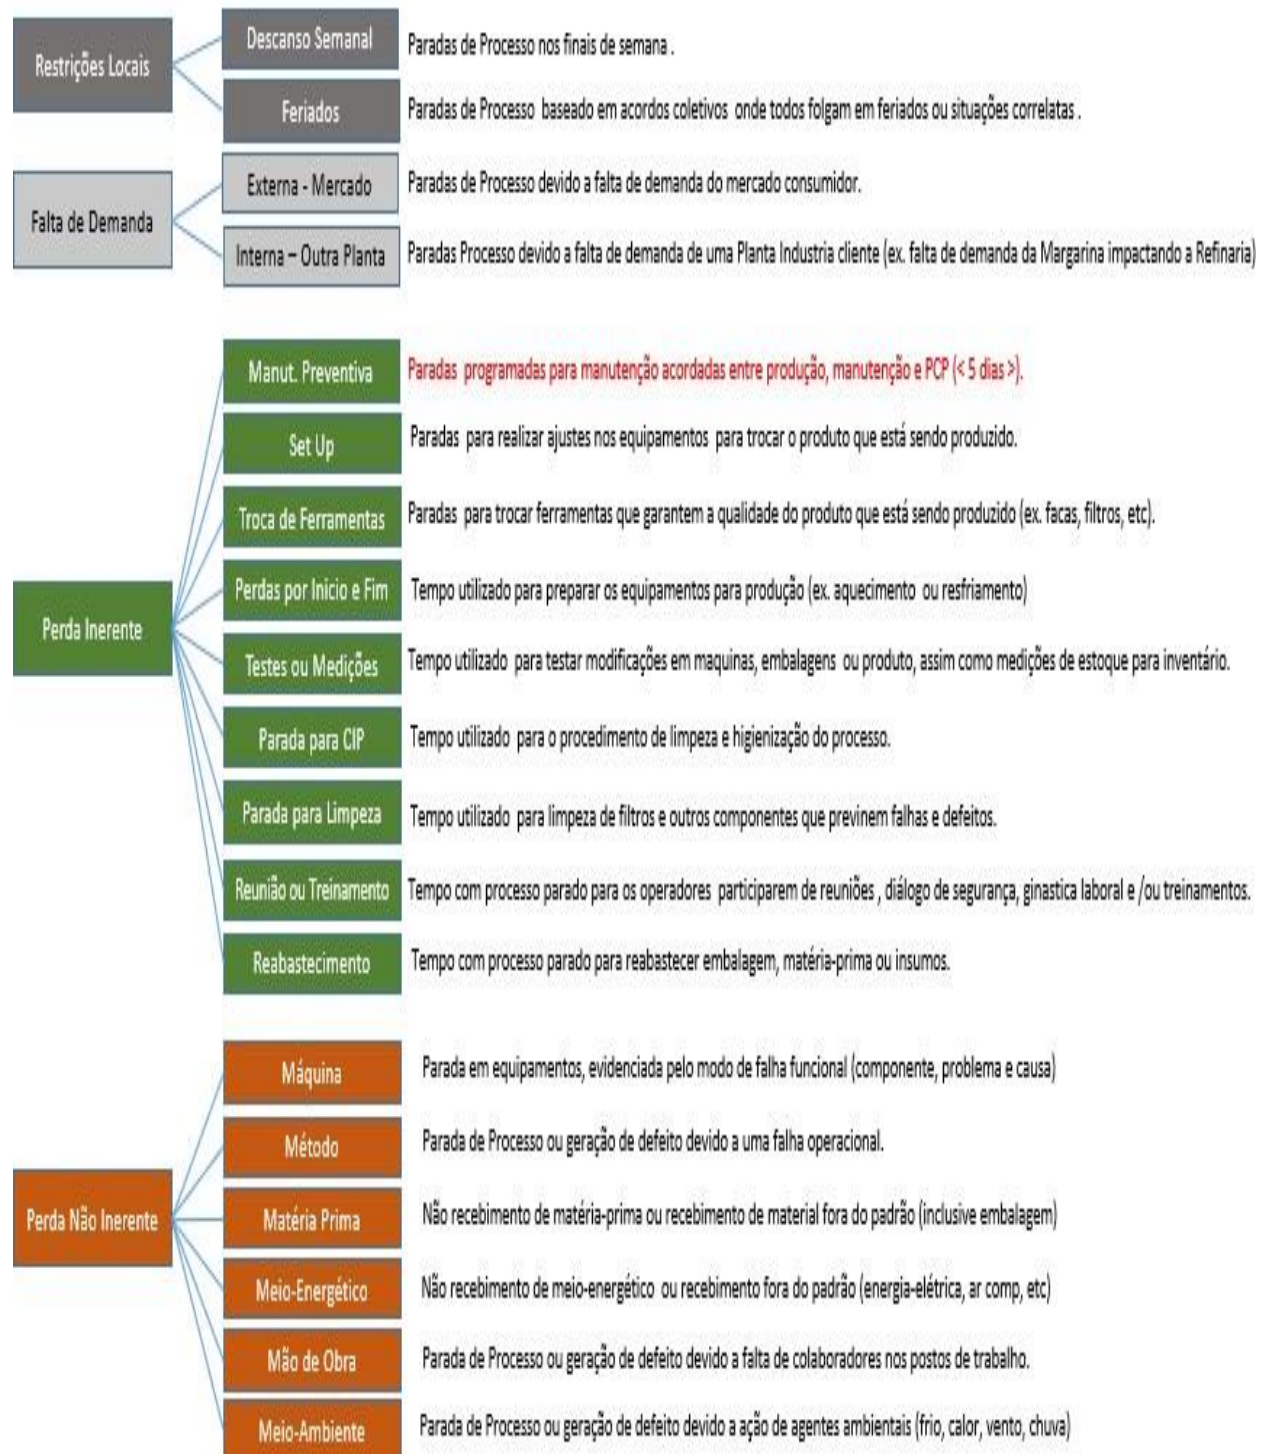 Restrições Locais
Descanso Semanal
Paradas de Processo nos finais de semana .
Feriados
Paradas de Processo baseado em acordos coletivos onde todos folgam em feriados ou situações correlatas .
Falta de Demanda
Externa - Mercado
Paradas de Processo devido a falta de demanda do mercado consumidor.
Interna – Outra Planta
Paradas Processo devido a falta de demanda de uma Planta Industria cliente (ex. falta de demanda da Margarina impactando a Refinaria)
Perda Inerente
Manut. Preventiva
Paradas programadas para manutenção acordadas entre produção, manutenção e PCP (< 5 dias >).
Set Up
Paradas para realizar ajustes nos equipamentos para trocar o produto que está sendo produzido.
Troca de Ferramentas
Paradas para trocar ferramentas que garantem a qualidade do produto que está sendo produzido (ex. facas, filtros, etc).
Perdas por Inicio e Fim
Tempo utilizado para preparar os equipamentos para produção (ex. aquecimento ou resfriamento)
Testes ou Medições
Tempo utilizado para testar modificações em maquinas, embalagens ou produto, assim como medições de estoque para inventário.
Parada para CIP
Tempo utilizado para o procedimento de limpeza e higienização do processo.
Parada para Limpeza
Tempo utilizado para limpeza de filtros e outros componentes que previnem falhas e defeitos.
Reunião ou Treinamento
Tempo com processo parado para os operadores participarem de reuniões , diálogo de segurança, ginastica laboral e /ou treinamentos.
Reabastecimento
Tempo com processo parado para reabastecer embalagem, matéria-prima ou insumos.
Perda Não Inerente
Máquina
Parada em equipamentos, evidenciada pelo modo de falha funcional (componente, problema e causa)
Método
Parada de Processo ou geração de defeito devido a uma falha operacional.
Matéria Prima
Não recebimento de matéria-prima ou recebimento de material fora do padrão (inclusive embalagem)
Meio-Energético
Não recebimento de meio-energético ou recebimento fora do padrão (energia-elétrica, ar comp, etc)
Mão de Obra
Parada de Processo ou geração de defeito devido a falta de colaboradores nos postos de trabalho.
Meio-Ambiente
Parada de Processo ou geração de defeito devido a ação de agentes ambientais (frio, calor, vento, chuva)